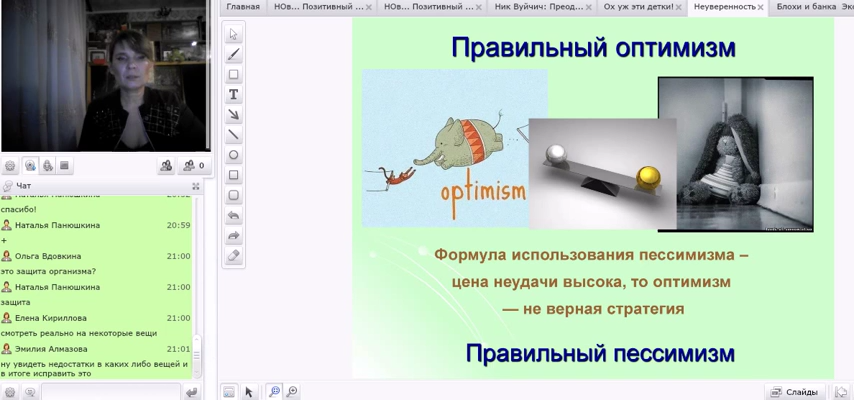 Главная
НОв... Позитивный ...
НОв... Позитивный ...
Ник Вуйчич: Преод...
Ох уж эти детки!
Неуверенность
Блохи и банка
Эк
0
Чат
спасибо!
Наталья Панюшкина 20:59
+
Ольга Вдовкина 21:00
это защита организма?
Наталья Панюшкина 21:00
защита
Елена Кириллова 21:00
смотреть реально на некоторые вещи
Эмилия Алмазова 21:01
ну увидеть недостатки в каких либо вещей и
в итоге исправить это
T
Правильный оптимизм
optimism
Формула использования пессимизма –
цена неудачи высока, то оптимизм
— не верная стратегия
Правильный пессимизм
Слайды